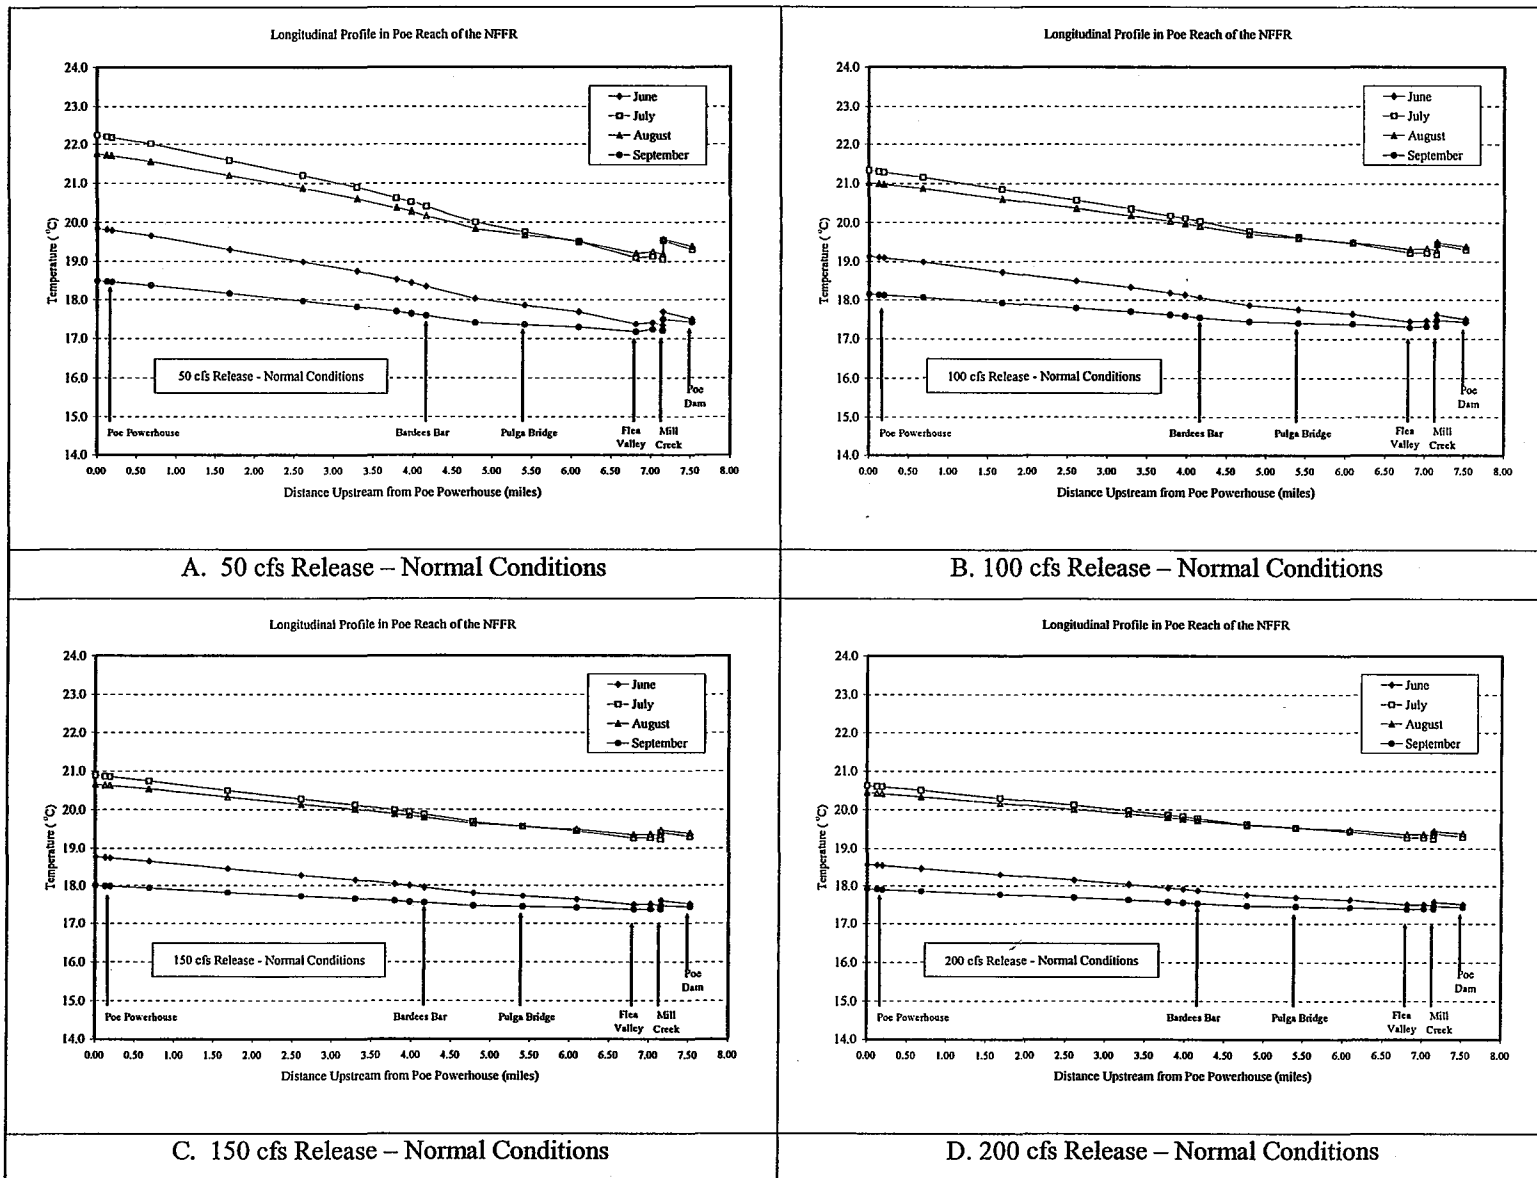 Longitudinal Profile in Poe Reach of the NFFR
24.0
23.0
22.0
21.0
20.0
19.0
18.0
17.0
16.0
15.0
14.0
Temperature (°C)
June
July
August
September
50 cfs Release - Normal Conditions
Poe Powerhouse
Bardees Bar
Pulga Bridge
Flea Valley
Mill Creek
Poe Dam
0.00 0.50 1.00 1.50 2.00 2.50 3.00 3.50 4.00 4.50 5.00 5.50 6.00 6.50 7.00 7.50 8.00
Distance Upstream from Poe Powerhouse (miles)
A. 50 cfs Release – Normal Conditions
Longitudinal Profile in Poe Reach of the NFFR
24.0
23.0
22.0
21.0
20.0
19.0
18.0
17.0
16.0
15.0
14.0
Temperature (°C)
June
July
August
September
100 cfs Release - Normal Conditions
Poe Powerhouse
Bardees Bar
Pulga Bridge
Flea Valley
Mill Creek
Poe Dam
0.00 0.50 1.00 1.50 2.00 2.50 3.00 3.50 4.00 4.50 5.00 5.50 6.00 6.50 7.00 7.50 8.00
Distance Upstream from Poe Powerhouse (miles)
B. 100 cfs Release – Normal Conditions
Longitudinal Profile in Poe Reach of the NFFR
24.0
23.0
22.0
21.0
20.0
19.0
18.0
17.0
16.0
15.0
14.0
Temperature (°C)
June
July
August
September
150 cfs Release - Normal Conditions
Poe Powerhouse
Bardees Bar
Pulga Bridge
Flea Valley
Mill Creek
Poe Dam
0.00 0.50 1.00 1.50 2.00 2.50 3.00 3.50 4.00 4.50 5.00 5.50 6.00 6.50 7.00 7.50 8.00
Distance Upstream from Poe Powerhouse (miles)
C. 150 cfs Release – Normal Conditions
Longitudinal Profile in Poe Reach of the NFFR
24.0
23.0
22.0
21.0
20.0
19.0
18.0
17.0
16.0
15.0
14.0
Temperature (°C)
June
July
August
September
200 cfs Release - Normal Conditions
Poe Powerhouse
Bardees Bar
Pulga Bridge
Flea Valley
Mill Creek
Poe Dam
0.00 0.50 1.00 1.50 2.00 2.50 3.00 3.50 4.00 4.50 5.00 5.50 6.00 6.50 7.00 7.50 8.00
Distance Upstream from Poe Powerhouse (miles)
D. 200 cfs Release – Normal Conditions